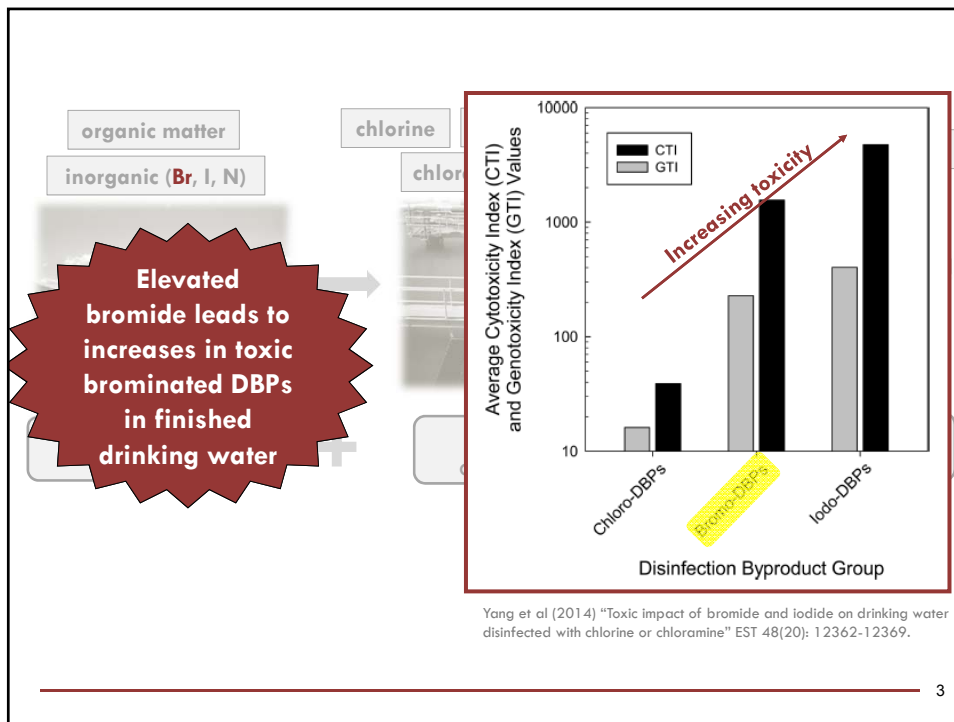 organic matter
inorganic (Br, I, N)
chlorine
Elevated
bromide leads to
increases in toxic
brominated DBPs
in finished
drinking water
Average Cytotoxicity Index (CTI)
and Genotoxicity Index (GTI) Values
10000
1000
100
10
CTI
GTI
Increasing toxicity
Chloro-DBPs
Bromo-DBPs
Iodo-DBPs
Disinfection Byproduct Group
Yang et al (2014) “Toxic impact of bromide and iodide on drinking water
disinfected with chlorine or chloramine” EST 48(20): 12362-12369.
3